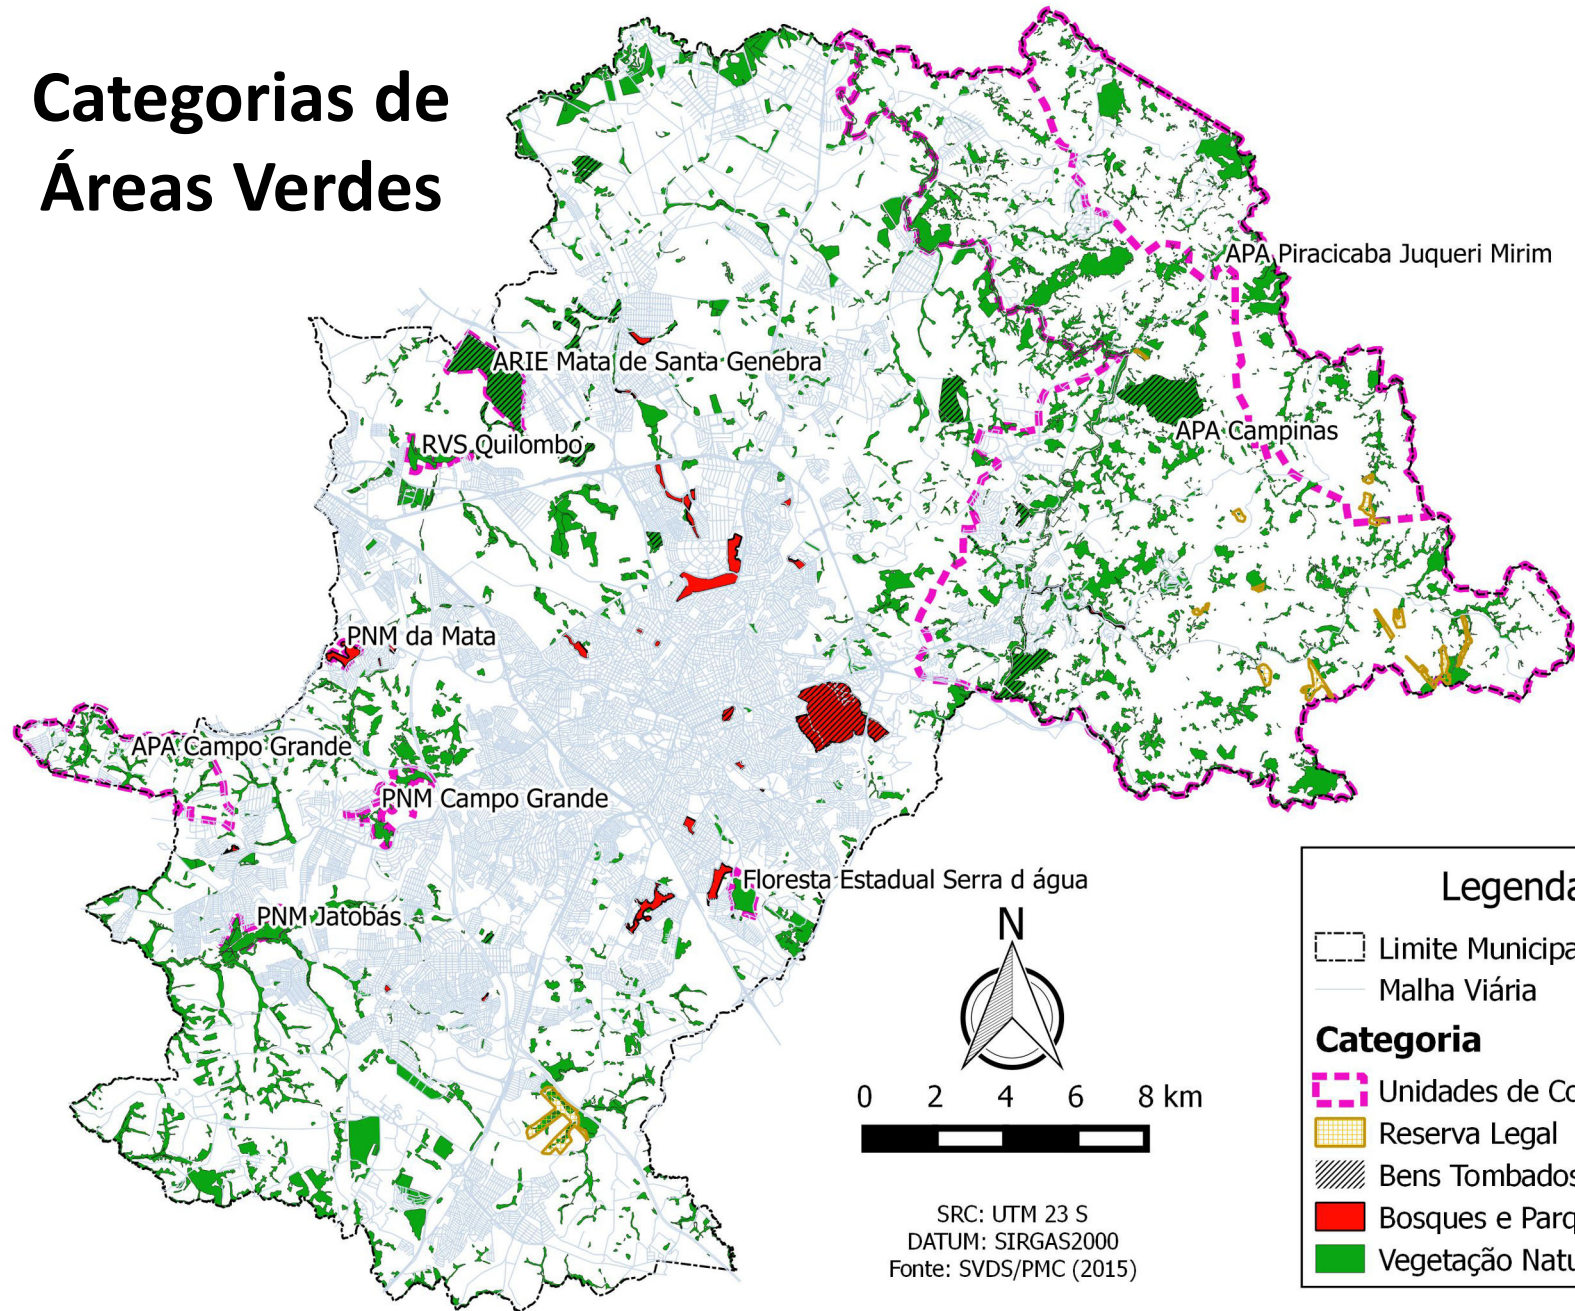 Categorias de
Áreas Verdes
APA Piracicaba Juqueri Mirim
ARIE Mata de Santa Genebra
APA Campinas
RVS Quilombo
PNM da Mata
APA Campo Grande
PNM Campo Grande
Floresta Estadual Serra d água
PNM Jatobás
N
0 2 4 6 8 km
SRC: UTM 23 S
DATUM: SIRGAS2000
Fonte: SVDS/PMC (2015)
Legenda
Limite Municipa
Malha Viária
Categoria
Unidades de Co
Reserva Legal
Bens Tombados
Bosques e Parq
Vegetação Natu